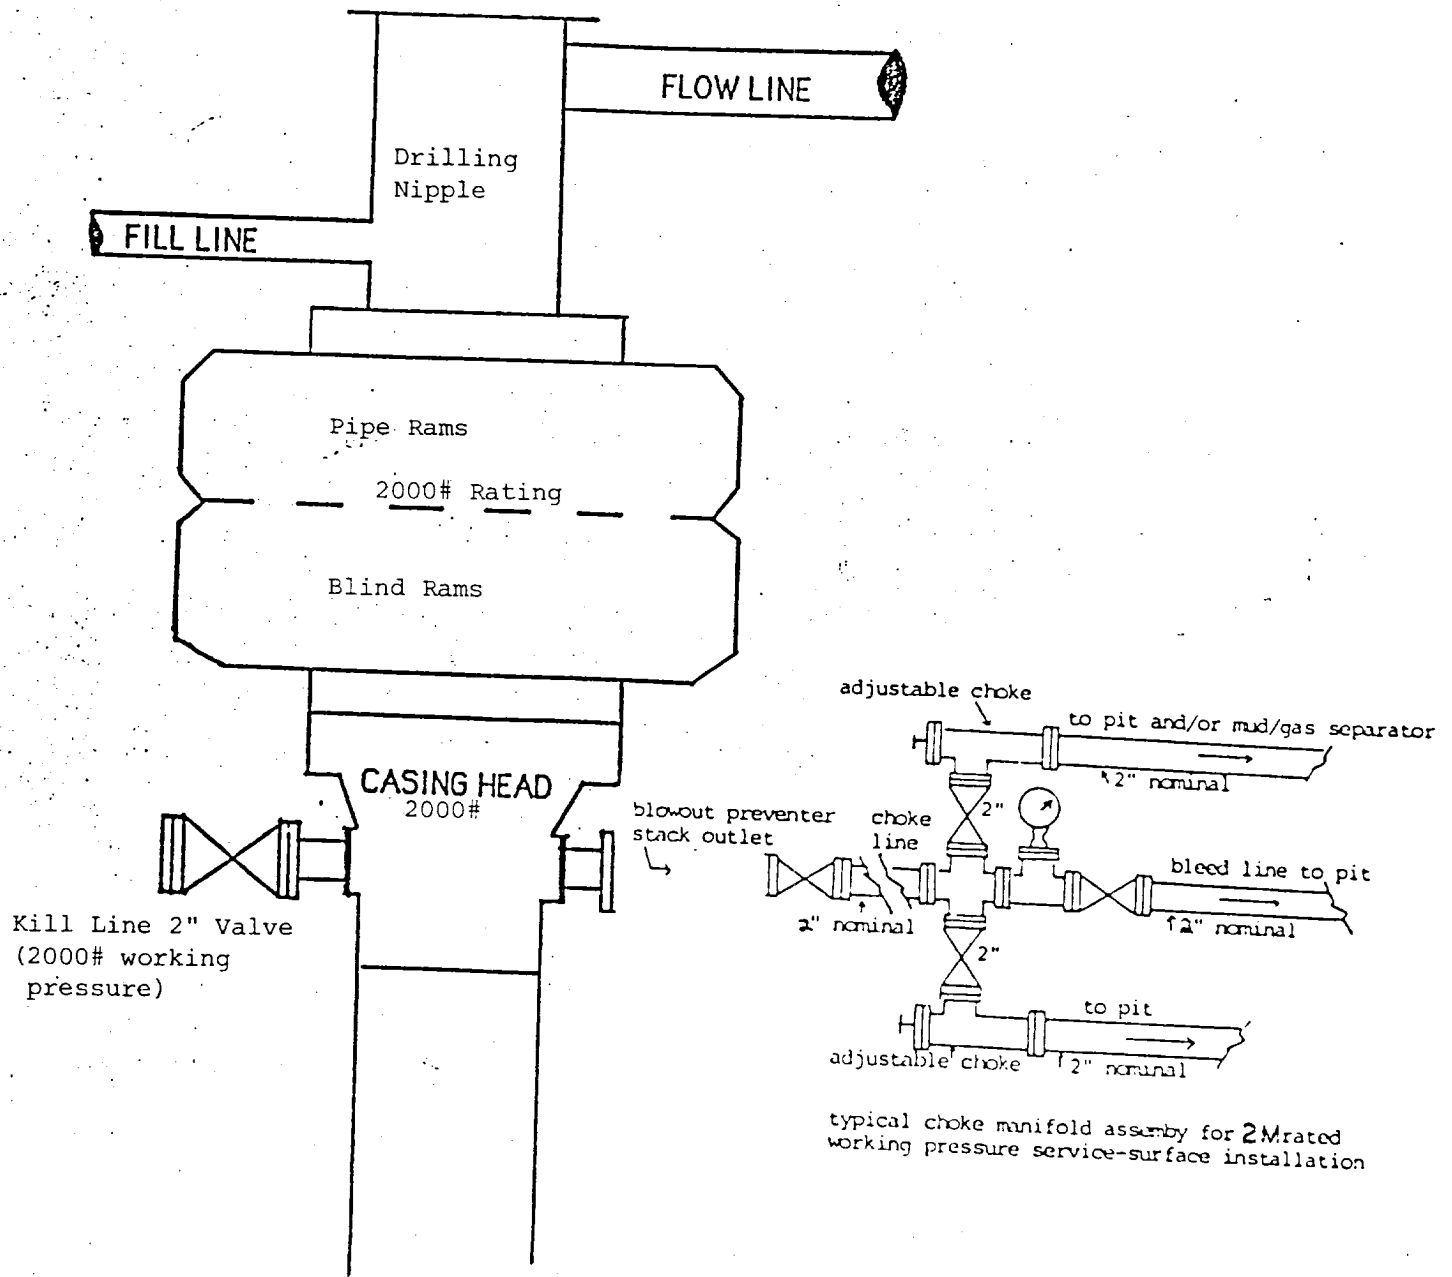 FLOW LINE
Drilling
Nipple
FILL LINE
Pipe Rams
2000# Rating
Blind Rams
CASING HEAD
2000#
Kill Line 2" Valve
(2000# working
pressure)
blowout preventer
stack outlet
choke
line
adjustable choke
to pit and/or mud/gas separator
2" nominal
2"
bleed line to pit
2" nominal
2" nominal
2"
to pit
adjustable choke
2" nominal
typical choke manifold assemby for 2M rated
working pressure service-surface installation